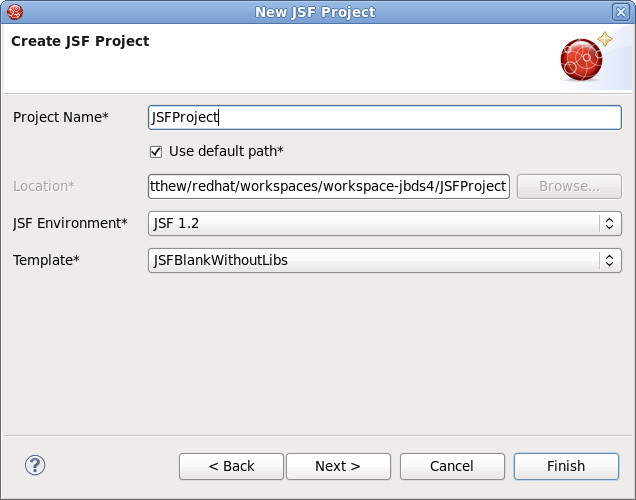 New JSF Project
Create JSF Project
Project Name* JSFProject
Use default path*
Location* tthew/redhat/workspaces/workspace-jbds4/JSFProject Browse...
JSF Environment* JSF 1.2
Template* JSFBlankWithoutLibs
? < Back Next > Cancel Finish